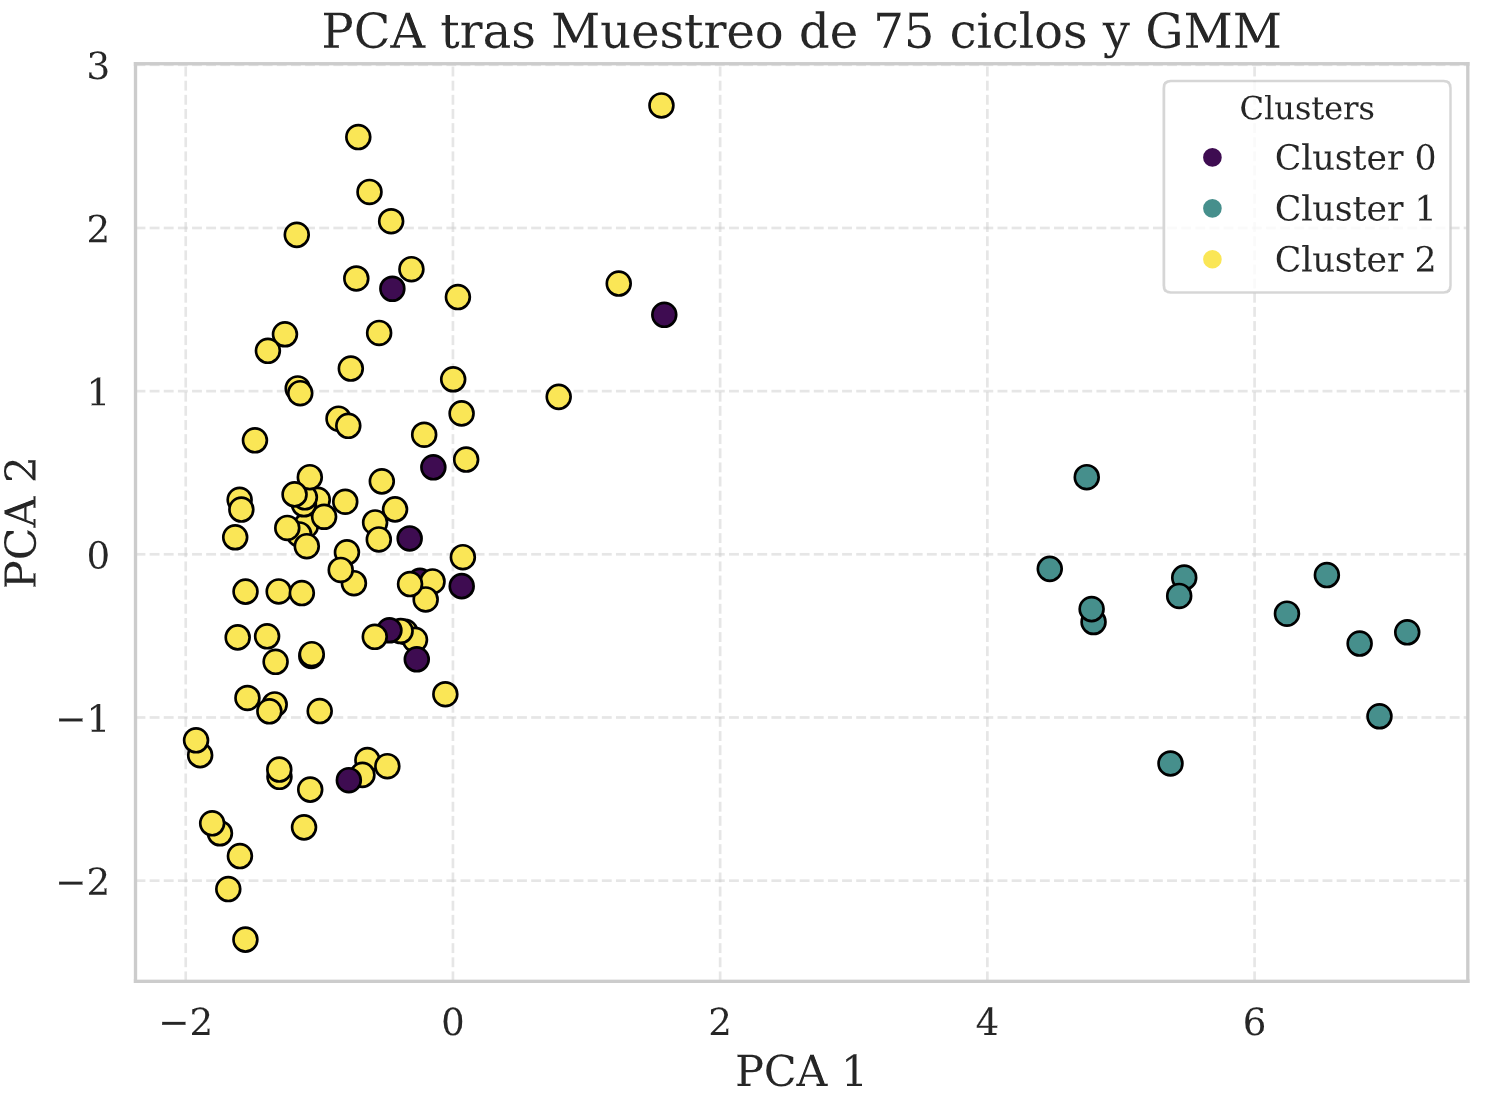 PCA tras Muestreo de 75 ciclos y GMM
3
2
1
0
−1
−2
PCA 2
Clusters
Cluster 0
Cluster 1
Cluster 2
−2 0 2 4 6
PCA 1